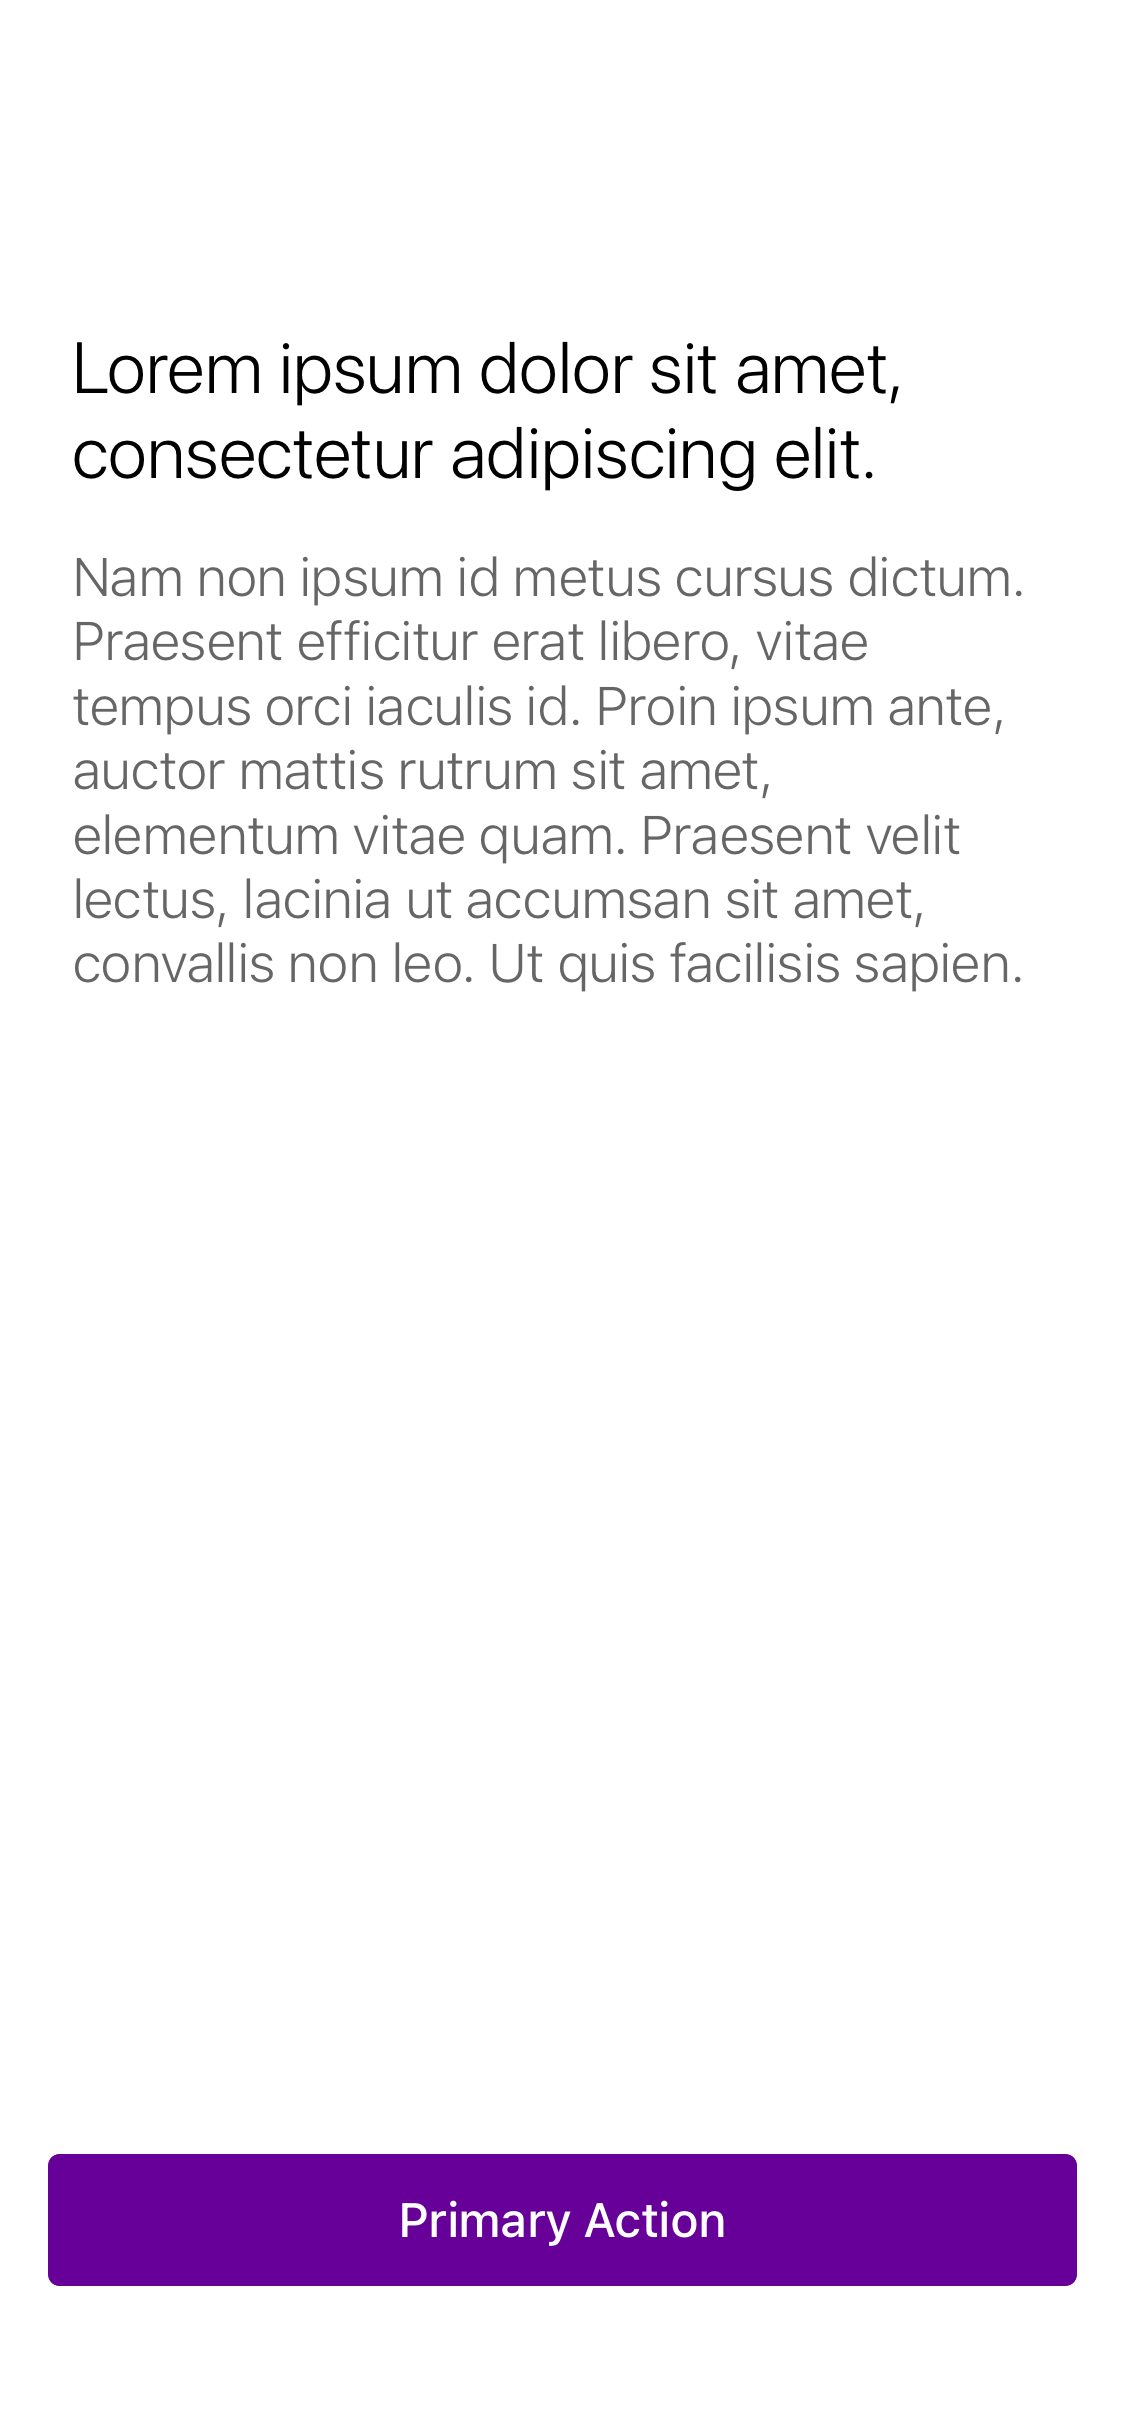 Lorem ipsum dolor sit amet,
consectetur adipiscing elit.
Nam non ipsum id metus cursus dictum.
Praesent efficitur erat libero, vitae
tempus orci iaculis id. Proin ipsum ante,
auctor mattis rutrum sit amet,
elementum vitae quam. Praesent velit
lectus, lacinia ut accumsan sit amet,
convallis non leo. Ut quis facilisis sapien.
Primary Action